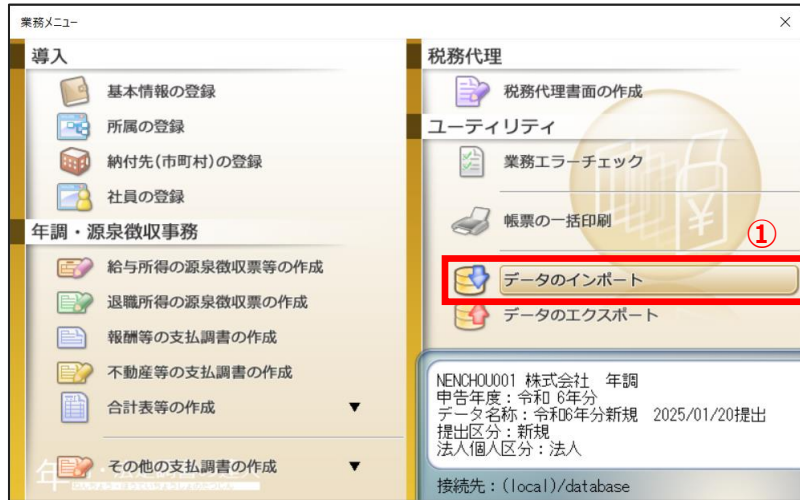 業務メニュー
導入
基本情報の登録
所属の登録
納付先(市町村)の登録
社員の登録
年調・源泉徴収事務
給与所得の源泉徴収票等の作成
退職所得の源泉徴収票の作成
報酬等の支払調書の作成
不動産等の支払調書の作成
合計表等の作成 ▼
その他の支払調書の作成 ▼
税務代理
税務代理書面の作成
ユーティリティ
業務エラーチェック
帳票の一括印刷
①
データのインポート
データのエクスポート
NENCHOU001 株式会社 年調
申告年度:令和 6年分
データ名称:令和6年分新規 2025/01/20提出
提出区分:新規
法人個人区分:法人
接続先:(local)/database